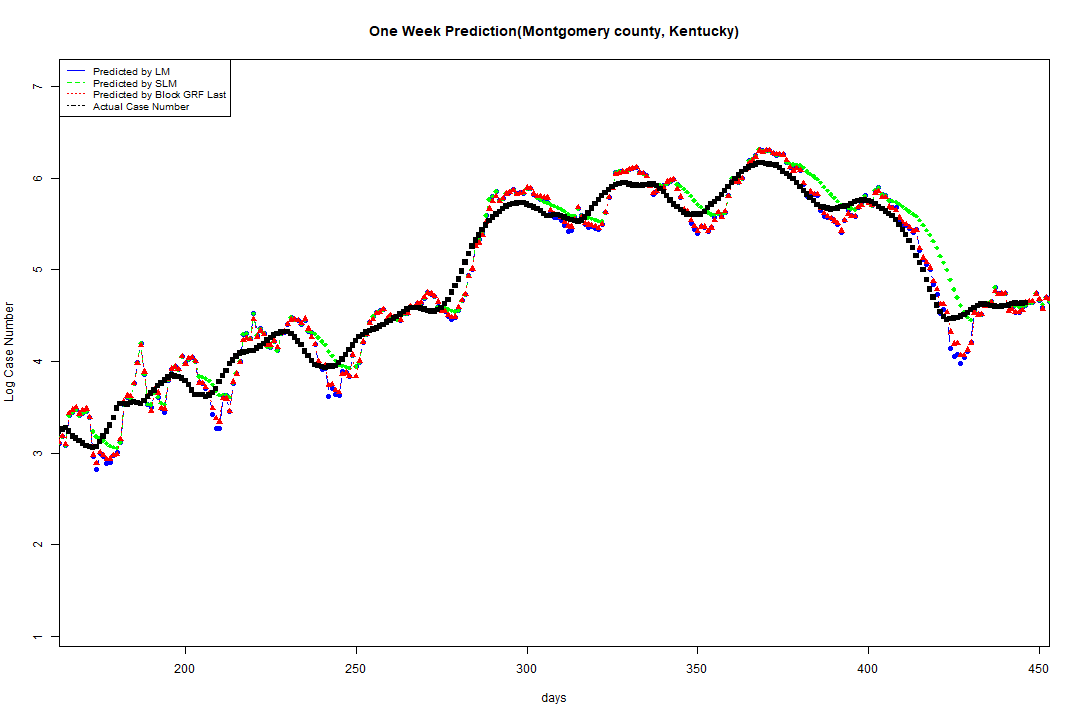 One Week Prediction(Montgomery county, Kentucky)
Predicted by LM
Predicted by SLM
Predicted by Block GRF Last
Actual Case Number
7
6
5
4
3
2
1
Log Case Number
200 250 300 350 400 450
days